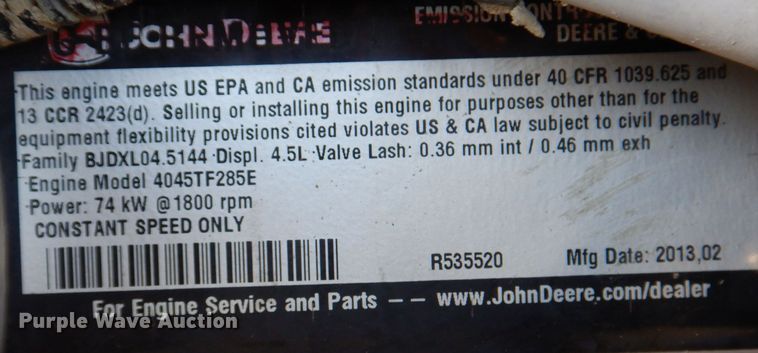 JOHN DEERE
EMISSION
DEERE &
This engine meets US EPA and CA emission standards under 40 CFR 1039.625 and
13 CCR 2423(d). Selling or installing this engine for purposes other than for the
equipment flexibility provisions cited violates US & CA law subject to civil penalty.
Family BJDXL04.5144 Displ. 4.5L Valve Lash: 0.36 mm int / 0.46 mm exh
Engine Model 4045TF285E
Power: 74 kW @1800 rpm
CONSTANT SPEED ONLY
R535520 Mfg Date: 2013,02
For Engine Service and Parts -- www.JohnDeere.com/dealer
Purple Wave Auction